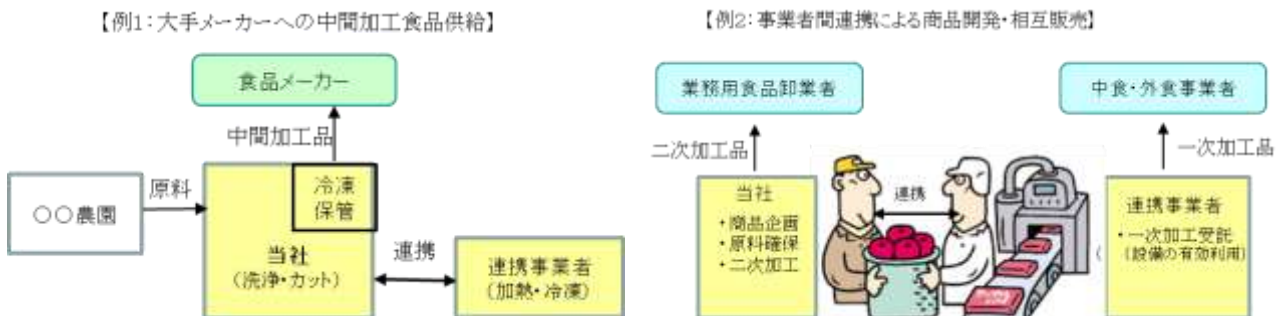 【例1:大手メーカーへの中間加工食品供給】
食品メーカー
中間加工品
○○農園
原料
冷凍
保管
当社
(洗浄・カット)
連携
連携事業者
(加熱・冷凍)
【例2:事業者間連携による商品開発・相互販売】
業務用食品卸業者
中食・外食事業者
二次加工品
一次加工品
当社
・商品企画
・原料確保
・二次加工
連携
連携事業者
・一次加工受託
(設備の有効利用)